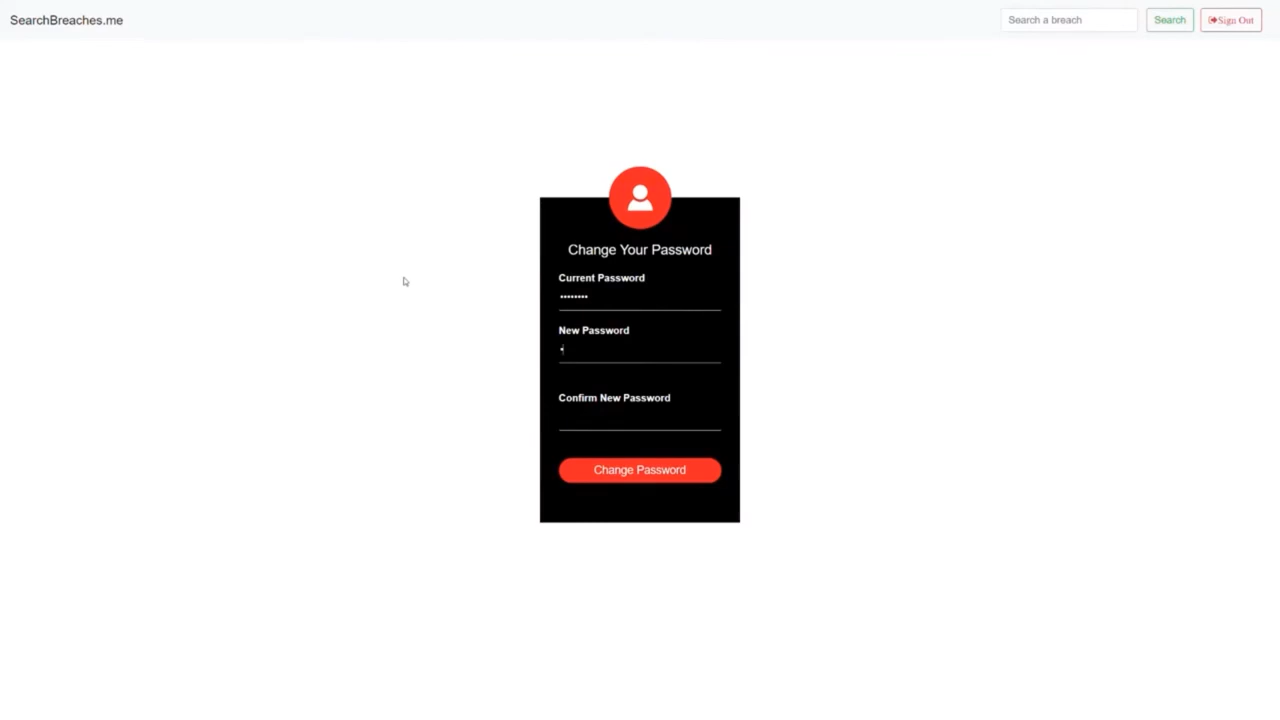 SearchBreaches.me
Search a breach
Search
Sign Out
Change Your Password
Current Password
••••••••
New Password
•
Confirm New Password
Change Password